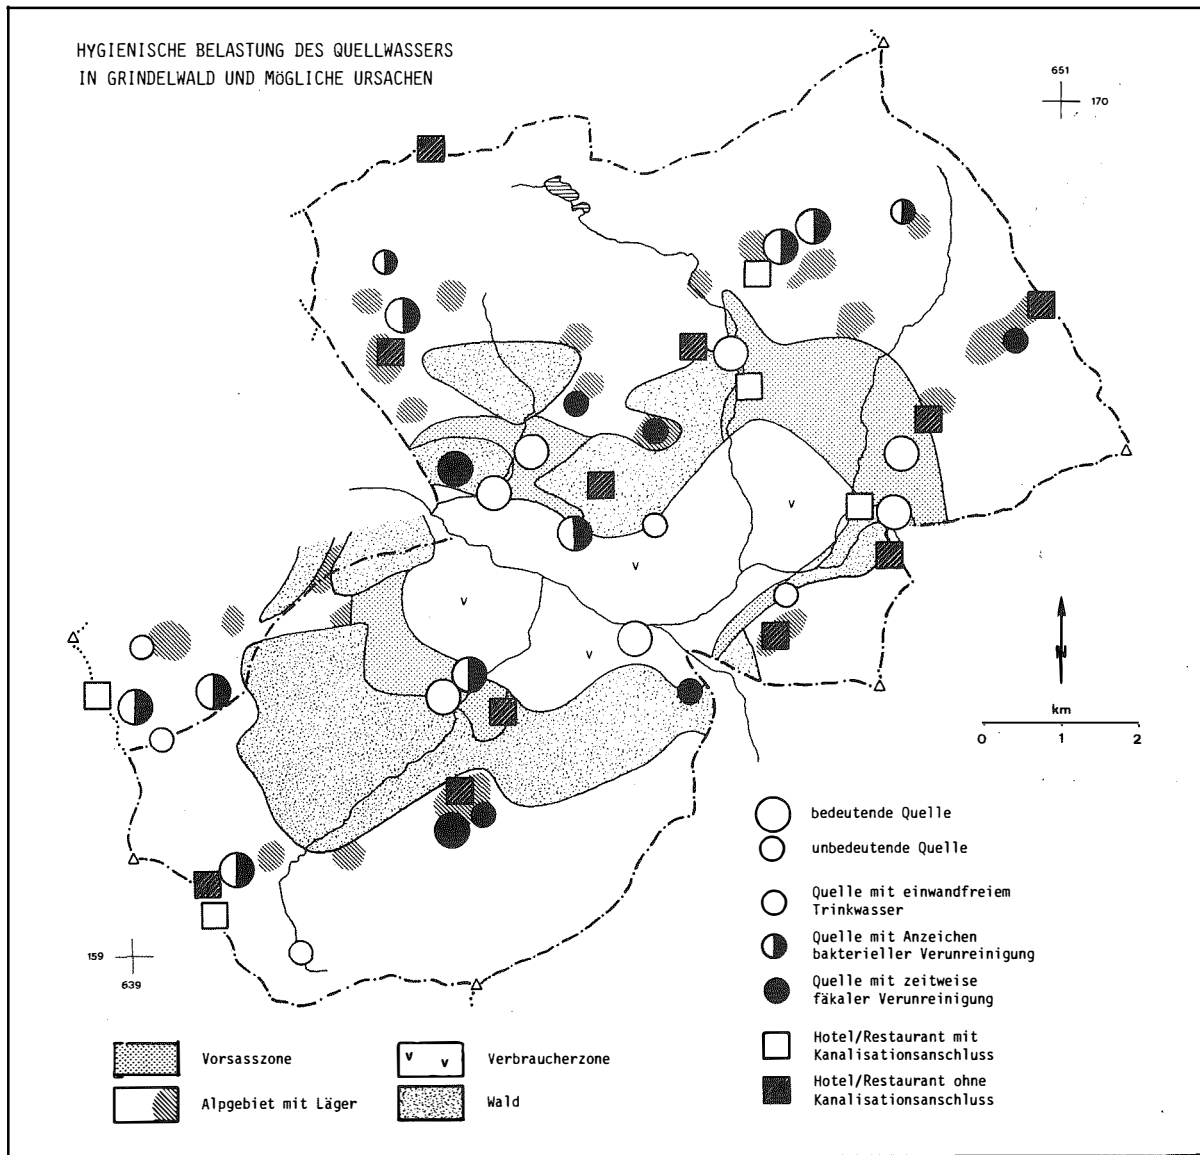 HYGIENISCHE BELASTUNG DES QUELLWASSERS
IN GRINDELWALD UND MÖGLICHE URSACHEN
651
170
v
v
v
v
N
km
0 1 2
bedeutende Quelle
unbedeutende Quelle
Quelle mit einwandfreiem
Trinkwasser
Quelle mit Anzeichen
bakterieller Verunreinigung
Quelle mit zeitweise
fäkaler Verunreinigung
Hotel/Restaurant mit
Kanalisationsanschluss
Hotel/Restaurant ohne
Kanalisationsanschluss
159
639
Vorsasszone
Alpgebiet mit Läger
v v
Verbraucherzone
Wald